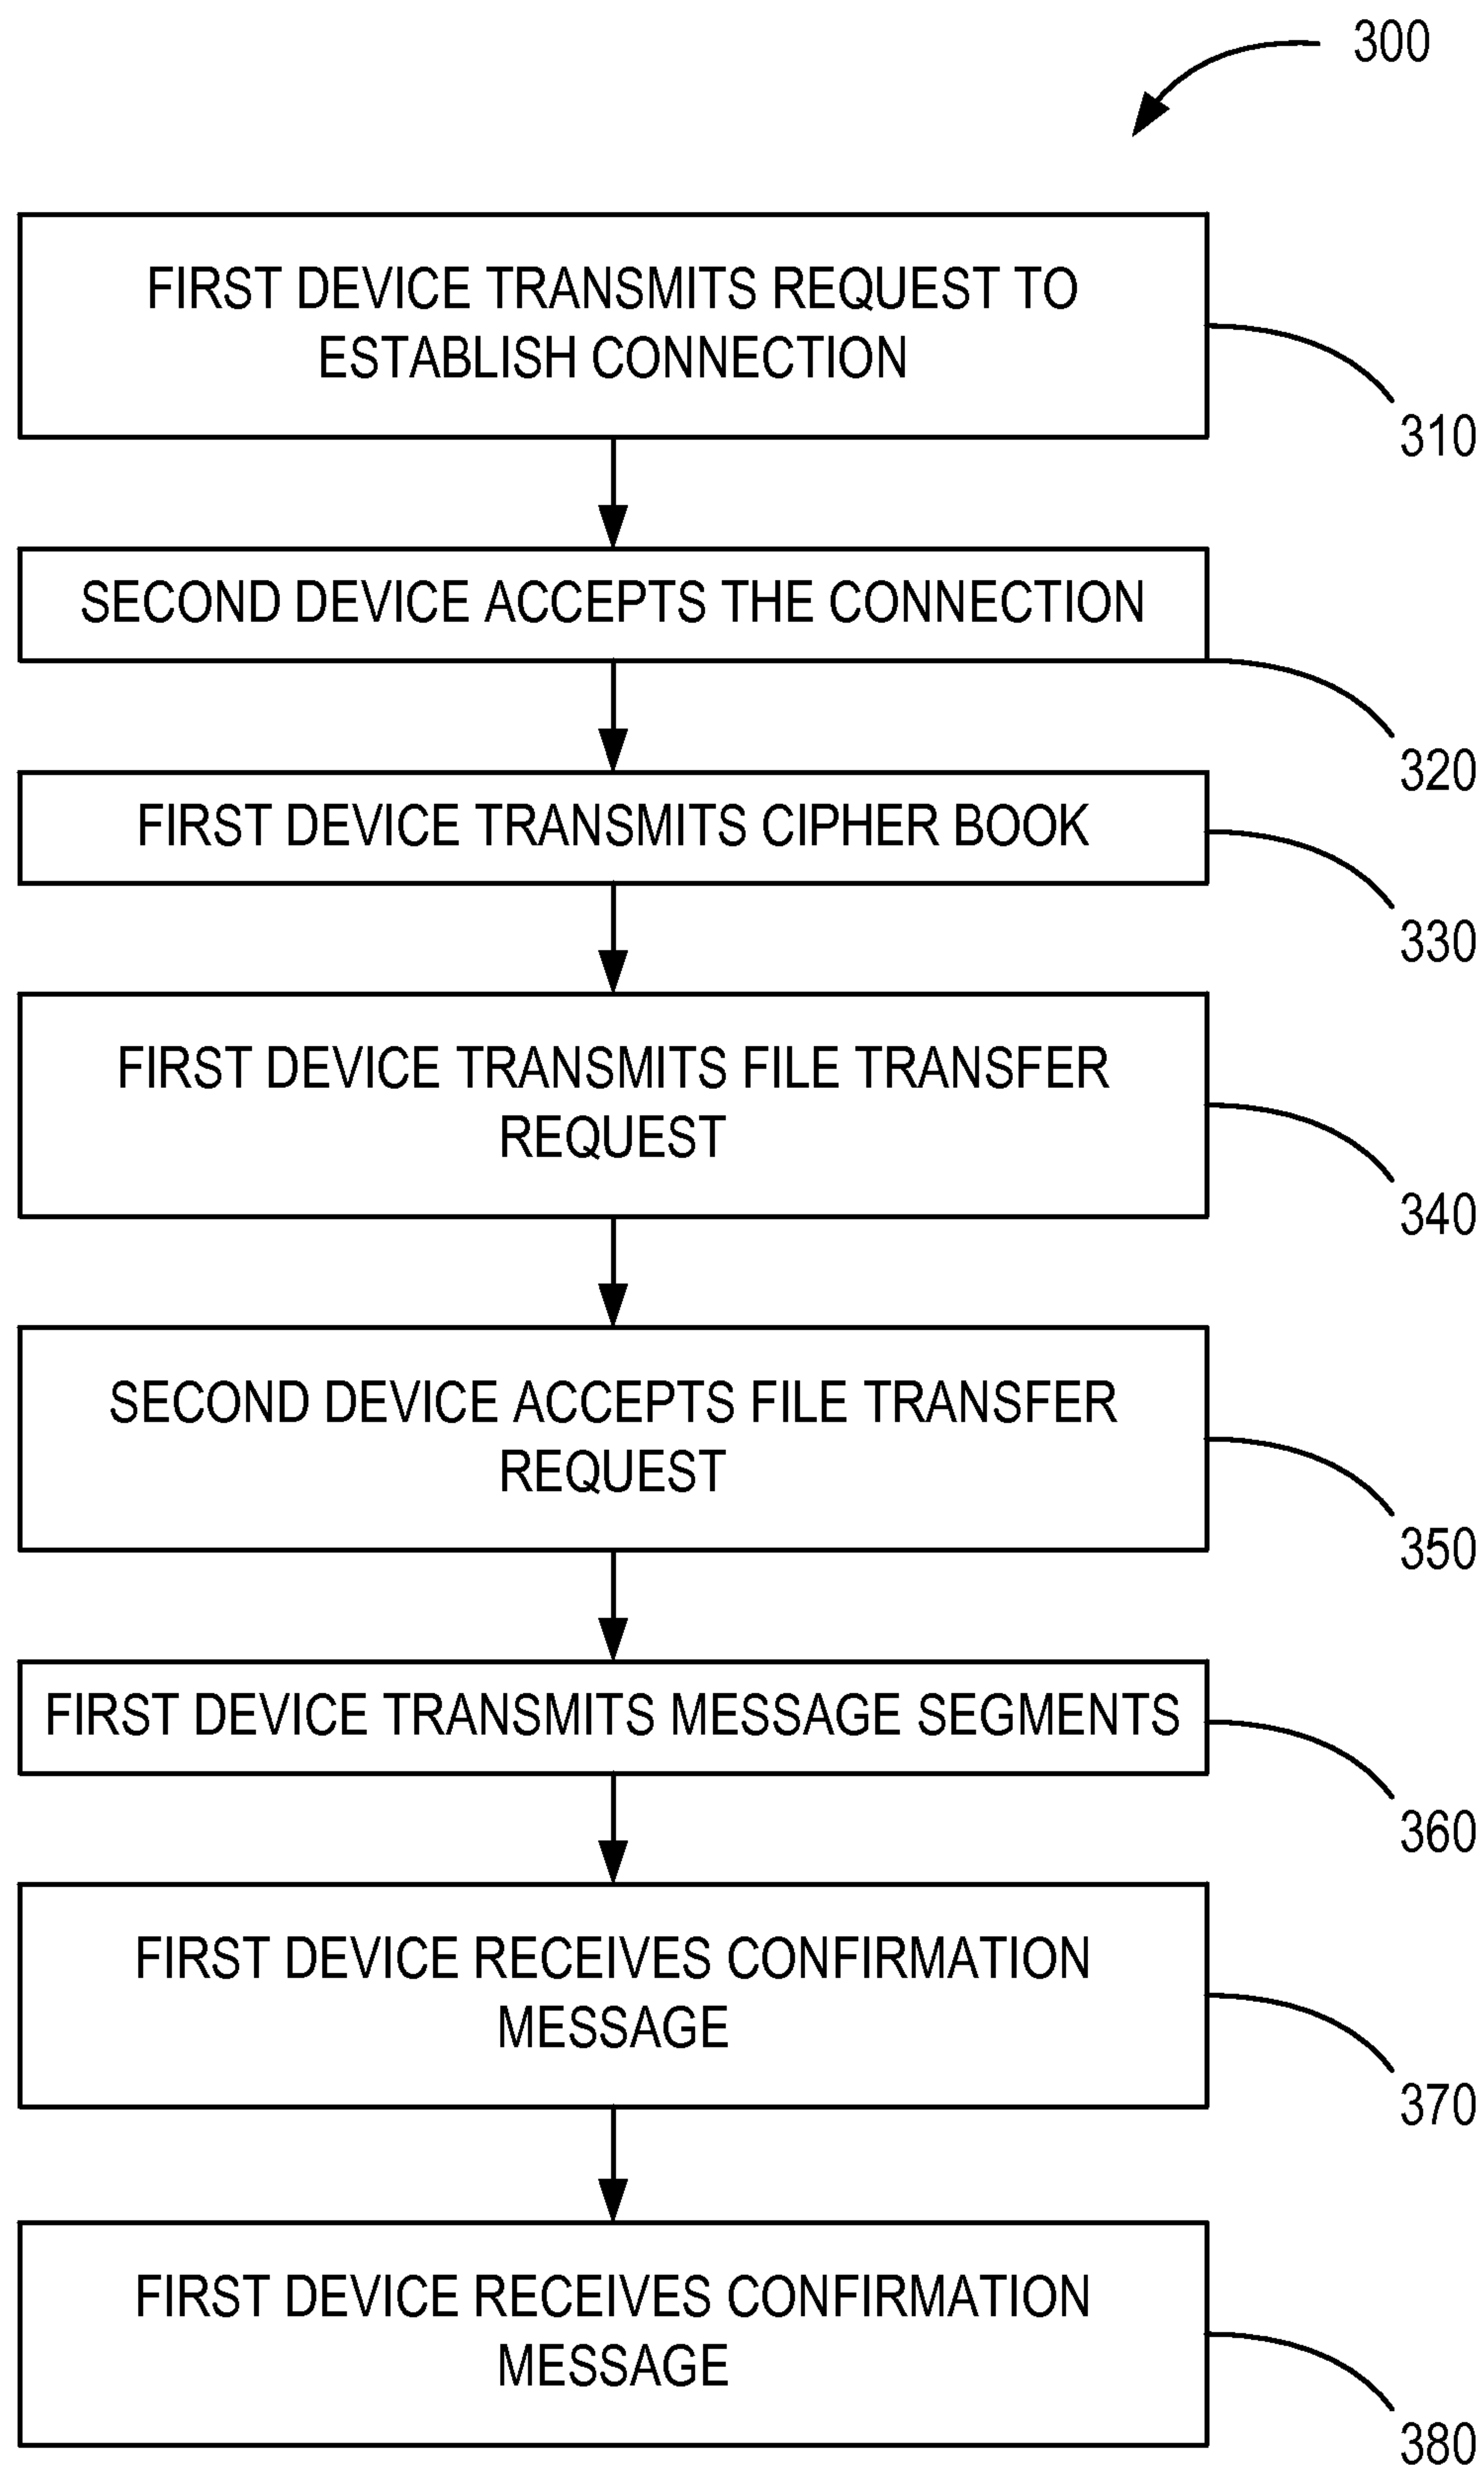 300
FIRST DEVICE TRANSMITS REQUEST TO
ESTABLISH CONNECTION
310
SECOND DEVICE ACCEPTS THE CONNECTION
320
FIRST DEVICE TRANSMITS CIPHER BOOK
330
FIRST DEVICE TRANSMITS FILE TRANSFER
REQUEST
340
SECOND DEVICE ACCEPTS FILE TRANSFER
REQUEST
350
FIRST DEVICE TRANSMITS MESSAGE SEGMENTS
360
FIRST DEVICE RECEIVES CONFIRMATION
MESSAGE
370
FIRST DEVICE RECEIVES CONFIRMATION
MESSAGE
380